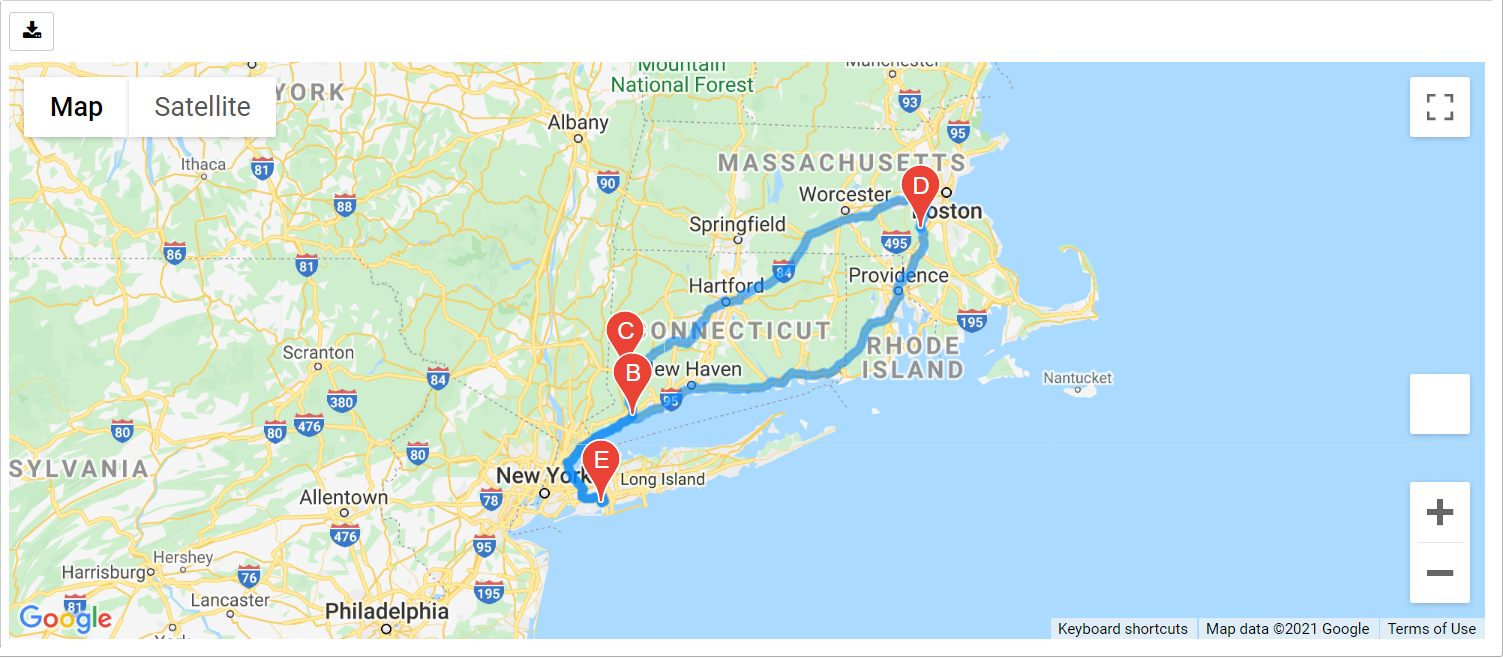 Mountain
National Forest
Manchester
Map
Satellite
YORK
93
95
Albany
Ithaca
81
MASSACHUSETTS
90
D
Worcester
88
Boston
Springfield
495
86
81
84
Providence
Hartford
C
ONNECTICUT
195
RHODE
ISLAND
Scranton
B
New Haven
84
Nantucket
380
95
476
80
80
80
E
SYLVANIA
New York
Long Island
Allentown
78
476
95
Hershey
Harrisburg
76
195
Lancaster
81
Google
Philadelphia
York
Keyboard shortcuts
Map data ©2021 Google
Terms of Use